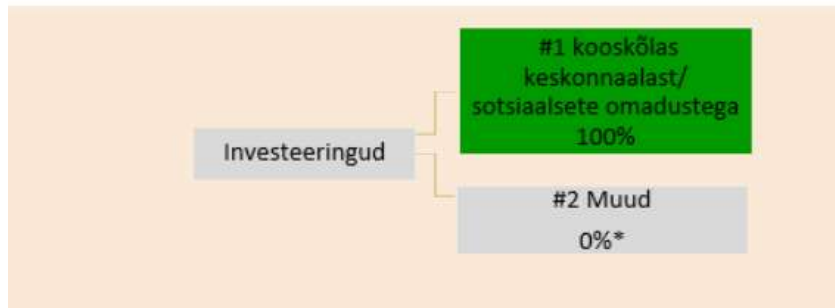 #1 kooskõlas
keskonnaalast/
sotsiaalsete omadustega
100%
Investeeringud
#2 Muud
0%*